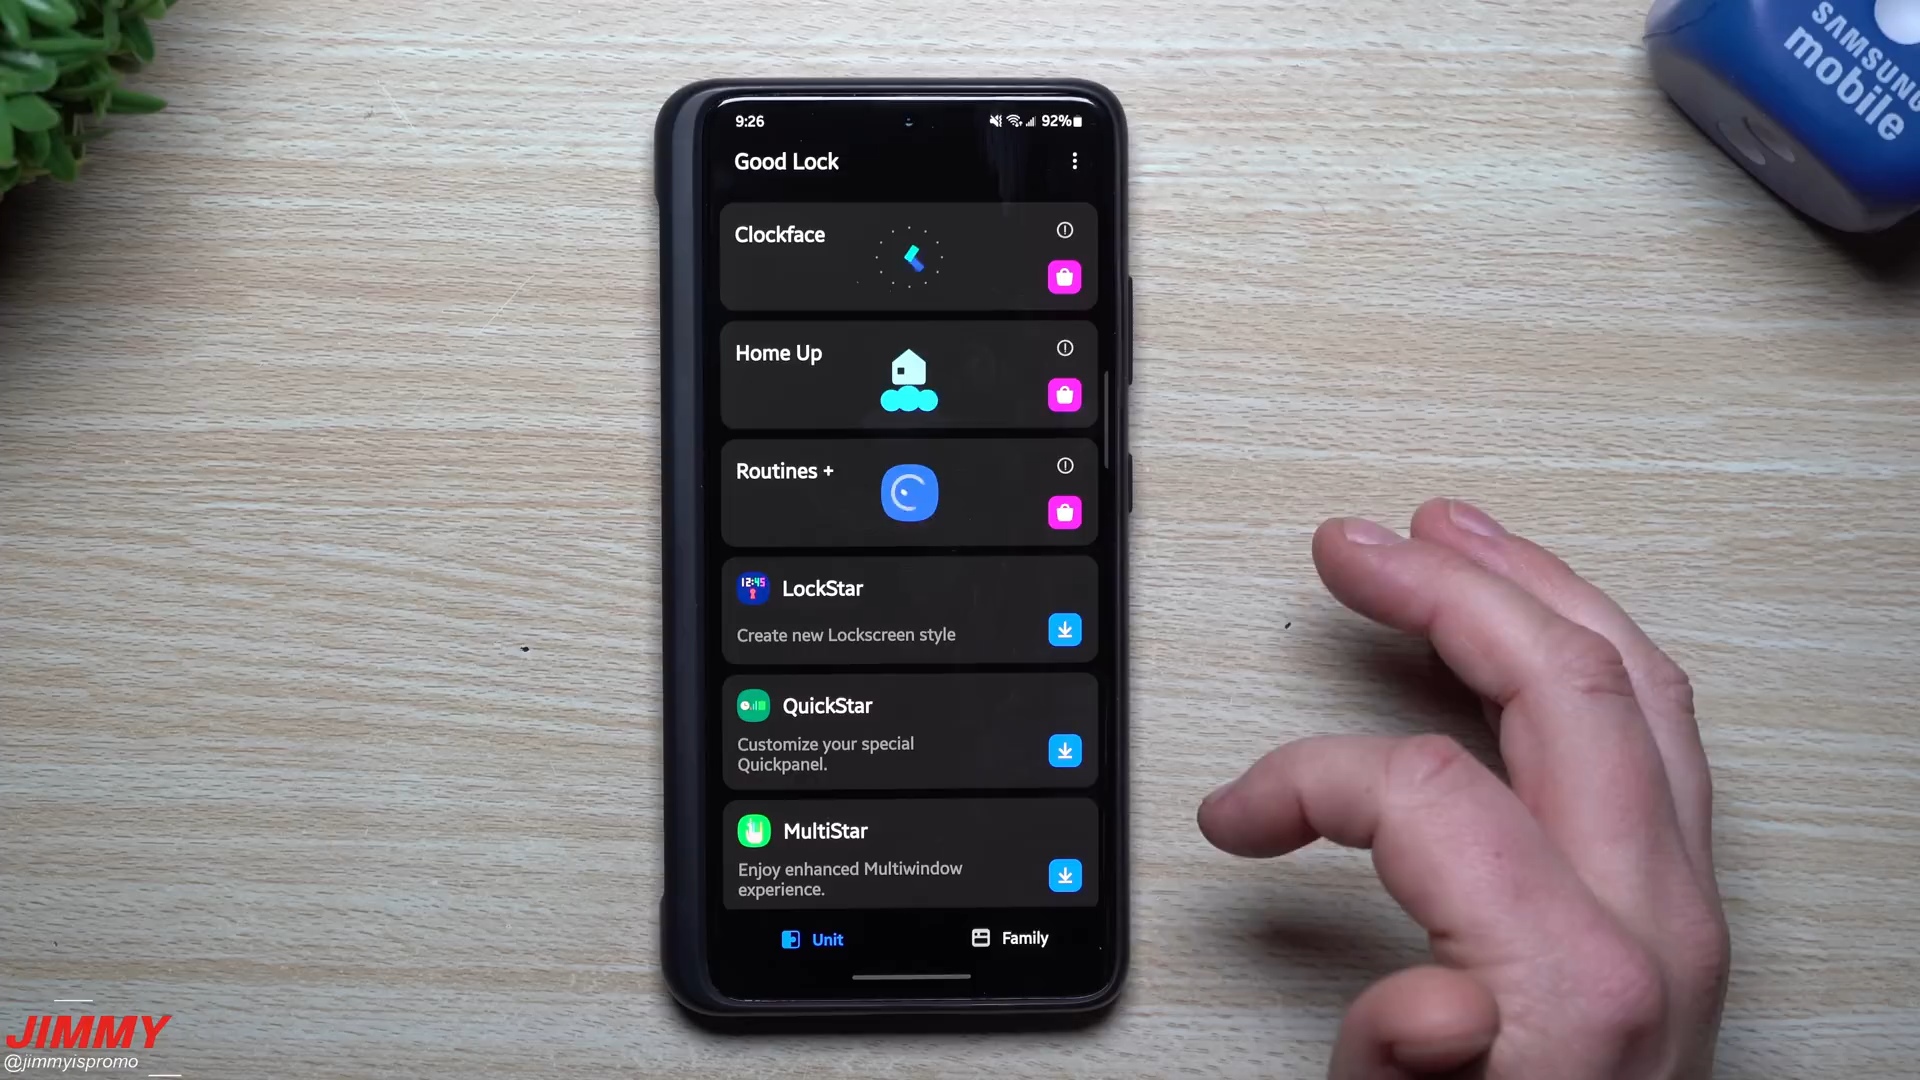 SAMSUNG
mobile
9:26
92%
Good Lock
Clockface
Home Up
Routines +
12:45
LockStar
Create new Lockscreen style
QuickStar
Customize your special
Quickpanel.
MultiStar
Enjoy enhanced Multiwindow
experience.
Unit
Family
JIMMY
@jimmyispromo